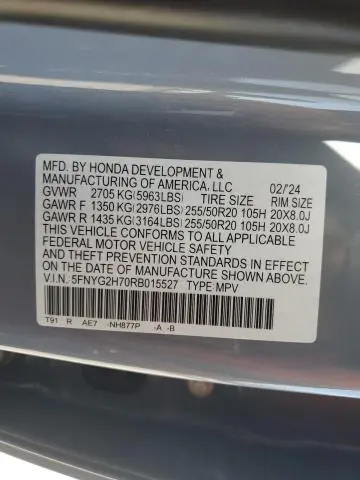 MFD. BY HONDA DEVELOPMENT &
MANUFACTURING OF AMERICA, LLC 02/24
GVWR 2705 KG(5963LBS) TIRE SIZE RIM SIZE
GAWR F 1350 KG(2976LBS) 255/50R20 105H 20X8.0J
GAWR R 1435 KG(3164LBS) 255/50R20 105H 20X8.0J
THIS VEHICLE CONFORMS TO ALL APPLICABLE
FEDERAL MOTOR VEHICLE SAFETY
AND THEFT PREVENTION STANDARDS IN EFFECT
ON THE DATE OF MANUFACTURE SHOWN ABOVE.
V.I.N.: 5FNYG2H70RB015527 TYPE: MPV
T91 R AE7 -NH877P -A -B